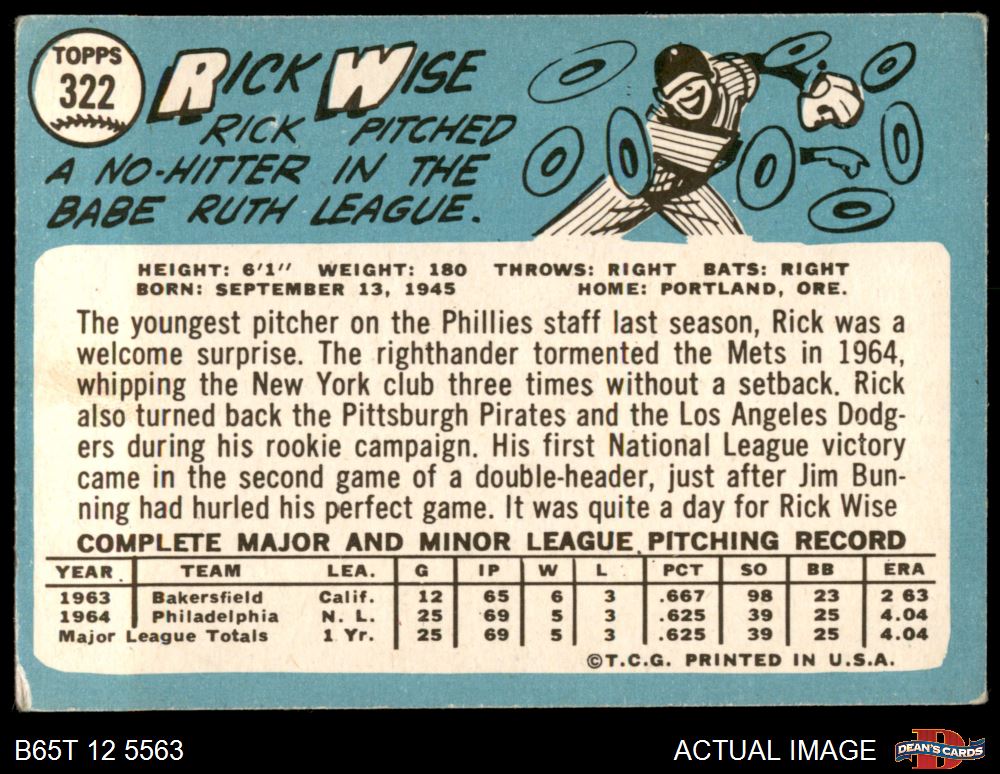 TOPPS
322
RICK WISE
RICK PITCHED
A NO-HITTER IN THE
BABE RUTH LEAGUE.
HEIGHT: 6'1" WEIGHT: 180 THROWS: RIGHT BATS: RIGHT
BORN: SEPTEMBER 13, 1945 HOME: PORTLAND, ORE.
The youngest pitcher on the Phillies staff last season, Rick was a
welcome surprise. The righthander tormented the Mets in 1964,
whipping the New York club three times without a setback. Rick
also turned back the Pittsburgh Pirates and the Los Angeles Dodg-
ers during his rookie campaign. His first National League victory
came in the second game of a double-header, just after Jim Bun-
ning had hurled his perfect game. It was quite a day for Rick Wise
COMPLETE MAJOR AND MINOR LEAGUE PITCHING RECORD
YEAR TEAM LEA. G IP W L PCT SO BB ERA
1963 Bakersfield Calif. 12 65 6 3 .667 98 23 2 63
1964 Philadelphia N. L. 25 69 5 3 .625 39 25 4.04
Major League Totals 1 Yr. 25 69 5 3 .625 39 25 4.04
©T.C.G. PRINTED IN U.S.A.
B65T 12 5563
ACTUAL IMAGE
D
DEAN'S CARDS